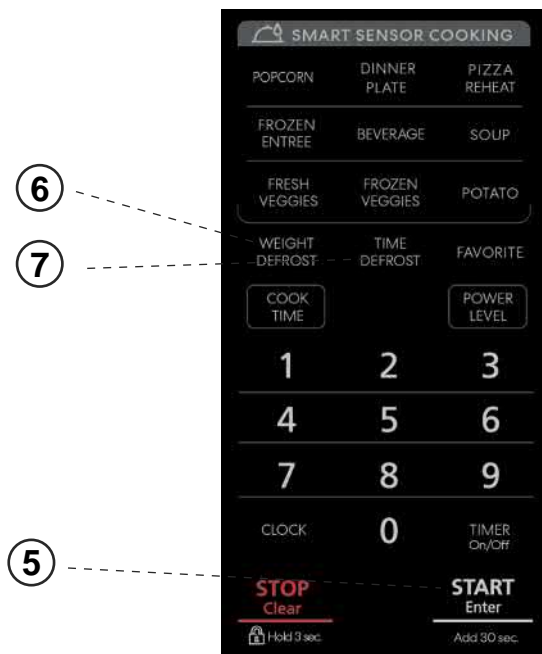 SMART SENSOR COOKING
POPCORN
DINNER
PLATE
PIZZA
REHEAT
FROZEN
ENTREE
BEVERAGE
SOUP
FRESH
VEGGIES
FROZEN
VEGGIES
POTATO
6
WEIGHT
DEFROST
7
TIME
DEFROST
FAVORITE
COOK
TIME
POWER
LEVEL
1 2 3
4 5 6
7 8 9
CLOCK
0
TIMER
On/Off
5
STOP
Clear
START
Enter
Hold 3 sec.
Add 30 sec.